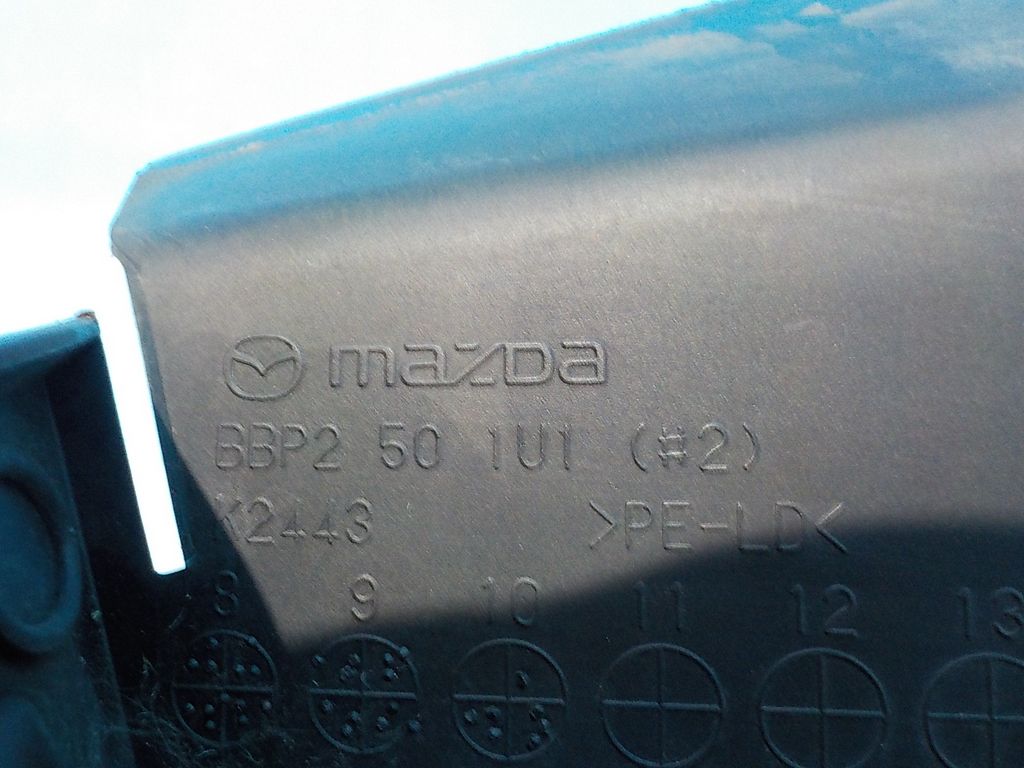 mazda
BBP2 50 1U1 (#2)
K2443 >PE-LD<
8 9 10 11 12 13